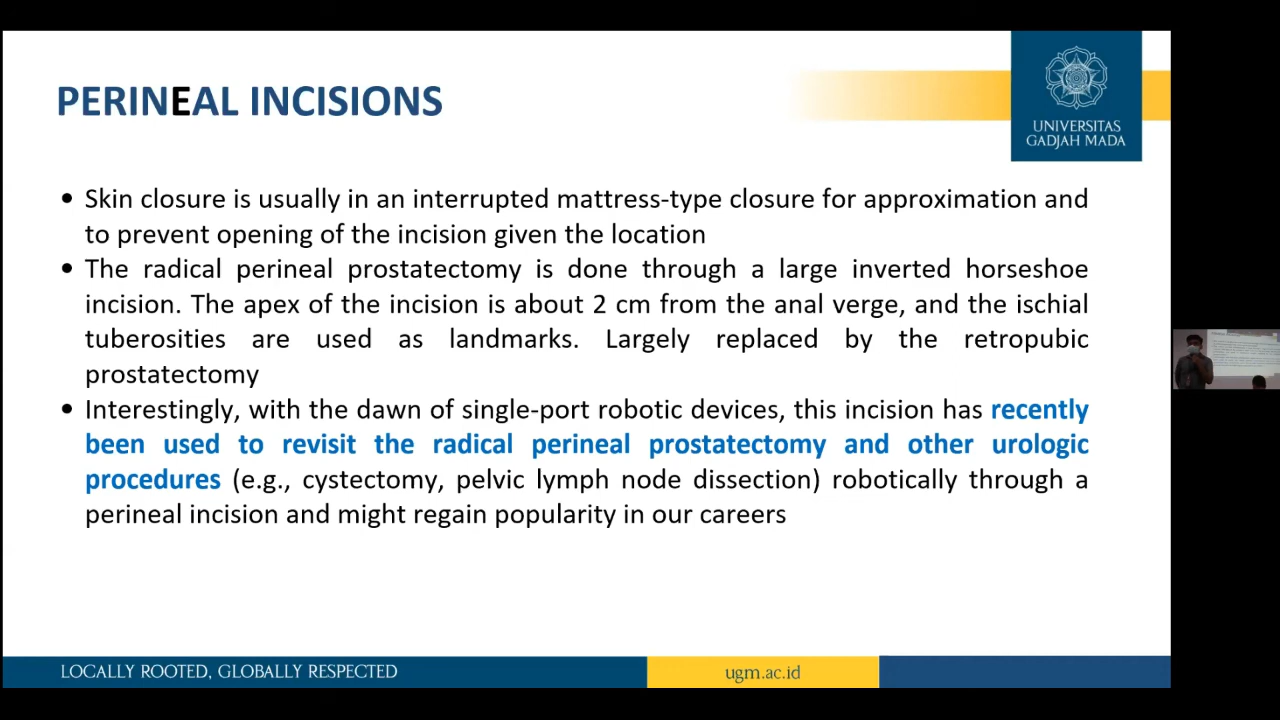 PERINEAL INCISIONS
UNIVERSITAS
GADJAH MADA
• Skin closure is usually in an interrupted mattress-type closure for approximation and
to prevent opening of the incision given the location
• The radical perineal prostatectomy is done through a large inverted horseshoe
incision. The apex of the incision is about 2 cm from the anal verge, and the ischial
tuberosities are used as landmarks. Largely replaced by the retropubic
prostatectomy
• Interestingly, with the dawn of single-port robotic devices, this incision has recently
been used to revisit the radical perineal prostatectomy and other urologic
procedures (e.g., cystectomy, pelvic lymph node dissection) robotically through a
perineal incision and might regain popularity in our careers
LOCALLY ROOTED, GLOBALLY RESPECTED
ugm.ac.id